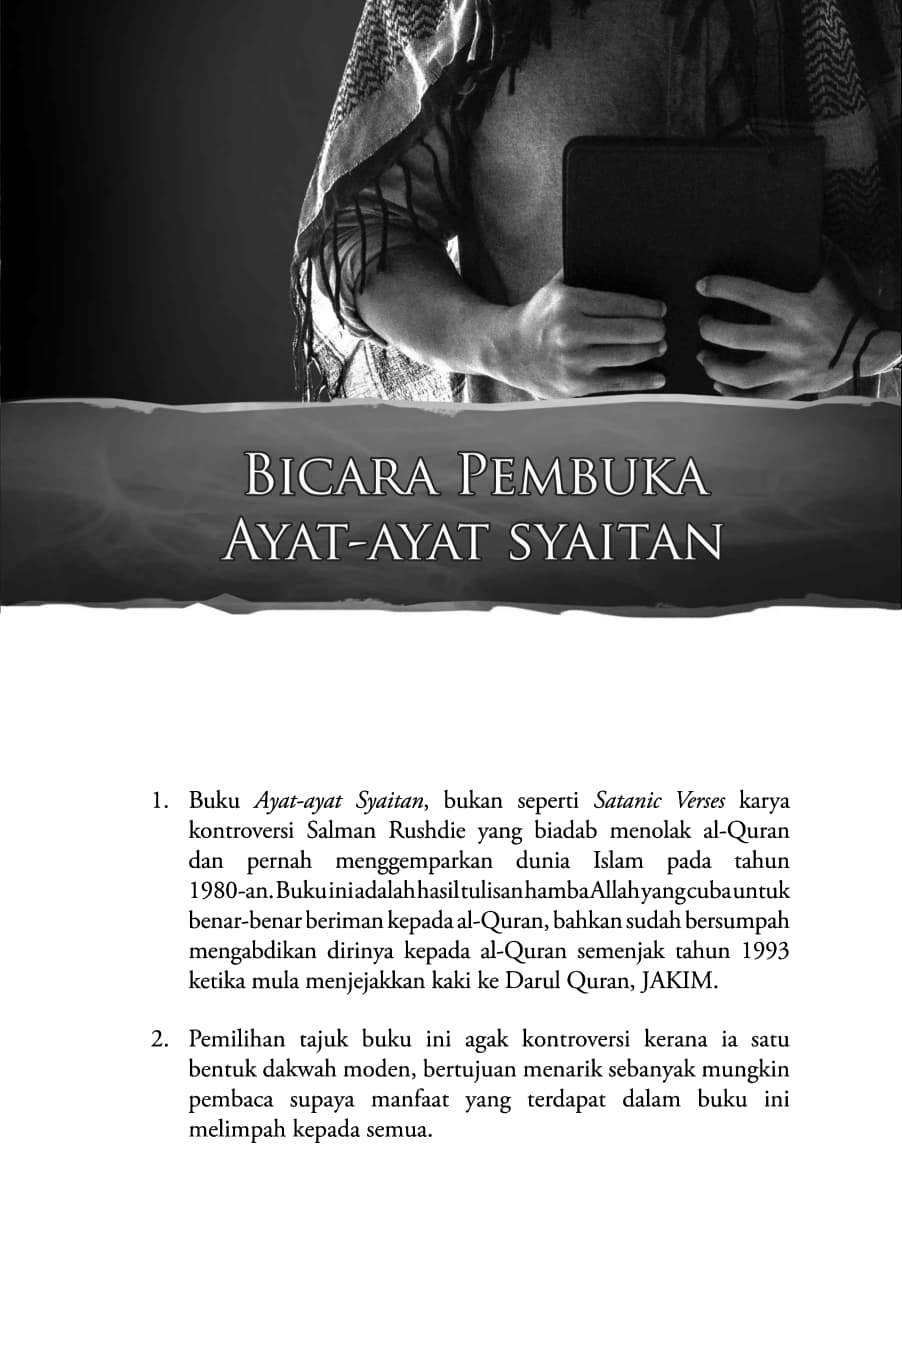 BICARA PEMBUKA
AYAT-AYAT SYAITAN
1. Buku Ayat-ayat Syaitan, bukan seperti Satanic Verses karya
kontroversi Salman Rushdie yang biadab menolak al-Quran
dan pernah menggemparkan dunia Islam pada tahun
1980-an. Buku ini adalah hasil tulisan hamba Allah yang cuba untuk
benar-benar beriman kepada al-Quran, bahkan sudah bersumpah
mengabdikan dirinya kepada al-Quran semenjak tahun 1993
ketika mula menjejakkan kaki ke Darul Quran, JAKIM.
2. Pemilihan tajuk buku ini agak kontroversi kerana ia satu
bentuk dakwah moden, bertujuan menarik sebanyak mungkin
pembaca supaya manfaat yang terdapat dalam buku ini
melimpah kepada semua.